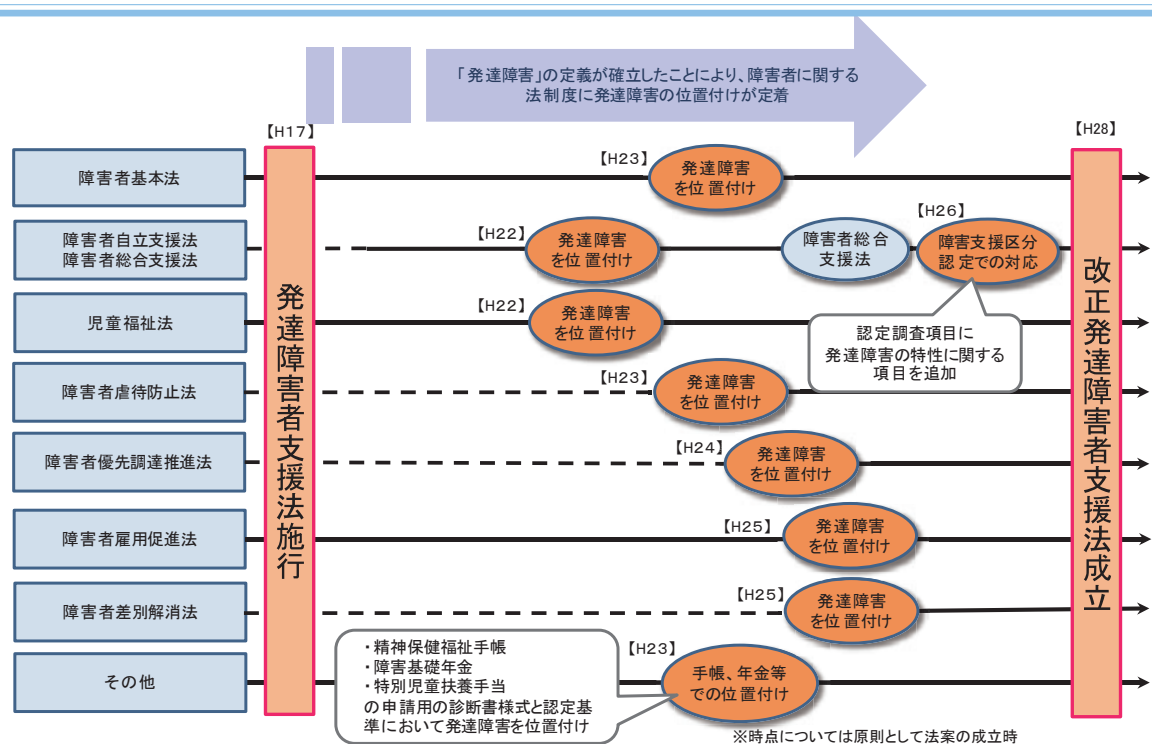 「発達障害」の定義が確立したことにより、障害者に関する
法制度に発達障害の位置付けが定着
【H17】
【H28】
発達障害者支援法施行
改正発達障害者支援法成立
障害者基本法
【H23】
発達障害
を位置付け
障害者自立支援法
障害者総合支援法
【H22】
発達障害
を位置付け
障害者総合
支援法
【H26】
障害支援区分
認定での対応
認定調査項目に
発達障害の特性に関する
項目を追加
児童福祉法
【H22】
発達障害
を位置付け
障害者虐待防止法
【H23】
発達障害
を位置付け
障害者優先調達推進法
【H24】
発達障害
を位置付け
障害者雇用促進法
【H25】
発達障害
を位置付け
障害者差別解消法
【H25】
発達障害
を位置付け
その他
・精神保健福祉手帳
・障害基礎年金
・特別児童扶養手当
の申請用の診断書様式と認定基
準において発達障害を位置付け
【H23】
手帳、年金等
での位置付け
※時点については原則として法案の成立時